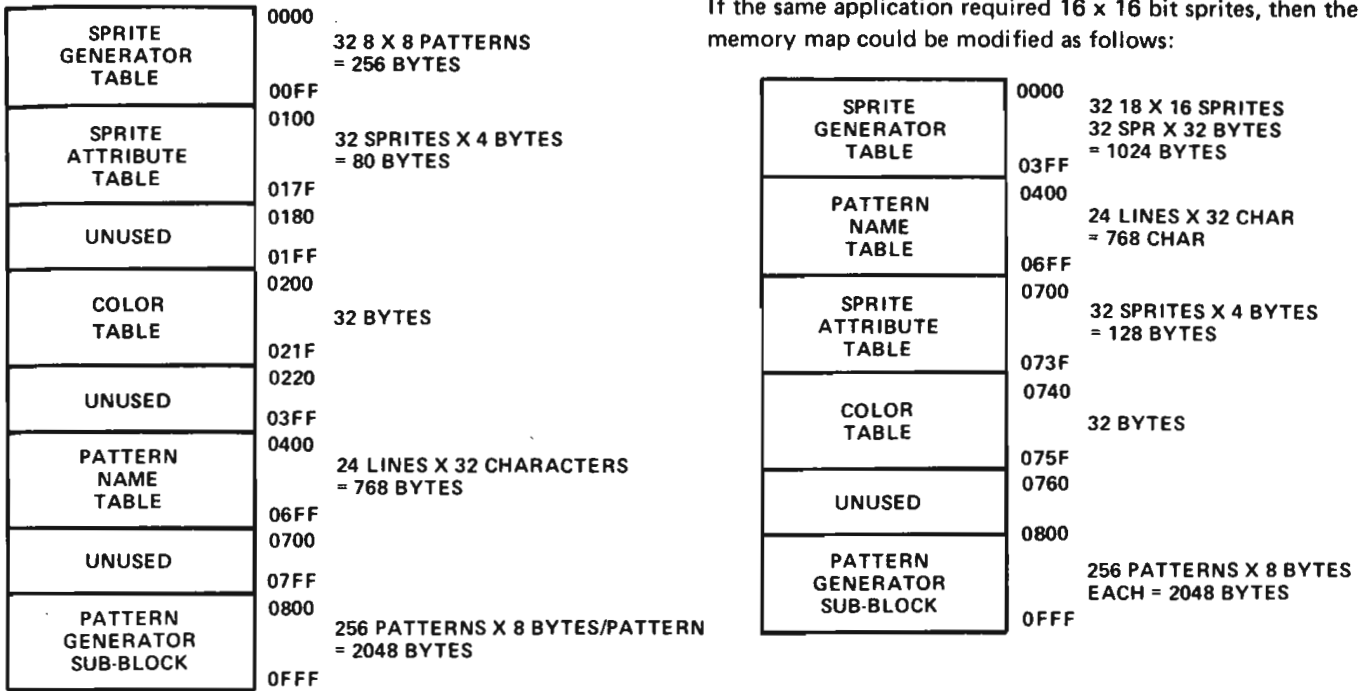 SPRITE
GENERATOR
TABLE
0000
00FF
32 8 X 8 PATTERNS
= 256 BYTES
SPRITE
ATTRIBUTE
TABLE
0100
017F
32 SPRITES X 4 BYTES
= 80 BYTES
UNUSED
0180
01FF
COLOR
TABLE
0200
021F
32 BYTES
UNUSED
0220
03FF
PATTERN
NAME
TABLE
0400
06FF
24 LINES X 32 CHARACTERS
= 768 BYTES
UNUSED
0700
07FF
PATTERN
GENERATOR
SUB-BLOCK
0800
0FFF
256 PATTERNS X 8 BYTES/PATTERN
= 2048 BYTES
If the same application required 16 x 16 bit sprites, then the
memory map could be modified as follows:
SPRITE
GENERATOR
TABLE
0000
03FF
32 18 X 16 SPRITES
32 SPR X 32 BYTES
= 1024 BYTES
PATTERN
NAME
TABLE
0400
06FF
24 LINES X 32 CHAR
= 768 CHAR
SPRITE
ATTRIBUTE
TABLE
0700
073F
32 SPRITES X 4 BYTES
= 128 BYTES
COLOR
TABLE
0740
075F
32 BYTES
UNUSED
0760
PATTERN
GENERATOR
SUB-BLOCK
0800
0FFF
256 PATTERNS X 8 BYTES
EACH = 2048 BYTES